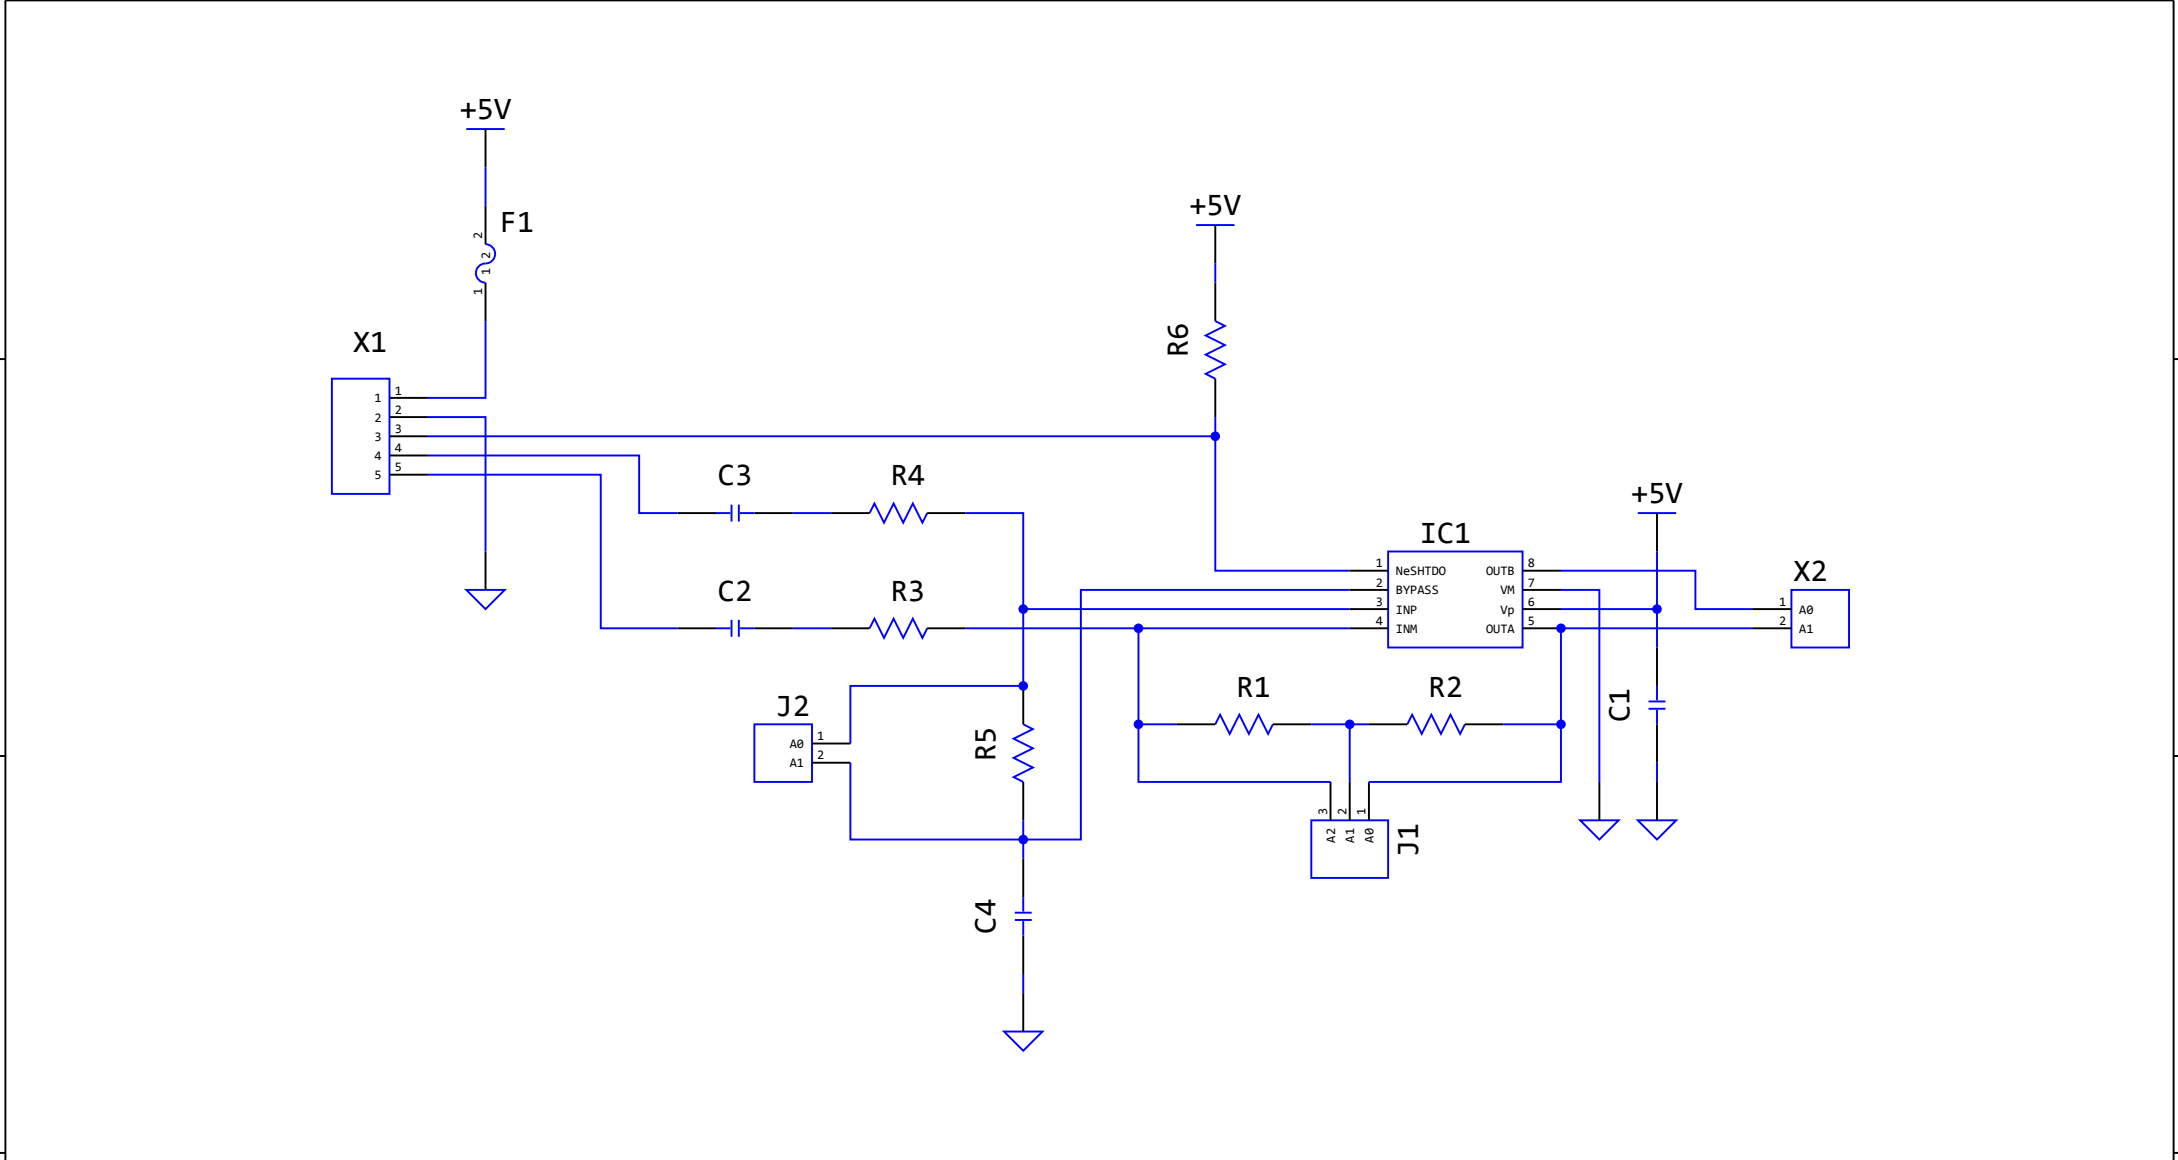 +5V
F1
2
2
1
1
+5V
R6
X1
1 1
2 2
3 3
4 4
5 5
C3 R4
+5V
IC1
1 NeSHTDO OUTB 8
2 BYPASS VM 7
3 INP Vp 6
4 INM OUTA 5
X2
1 A0
2 A1
C2 R3
R1 R2
C1
J2
A0 1
A1 2
R5
3 2 1
A2 A1 A0
J1
C4